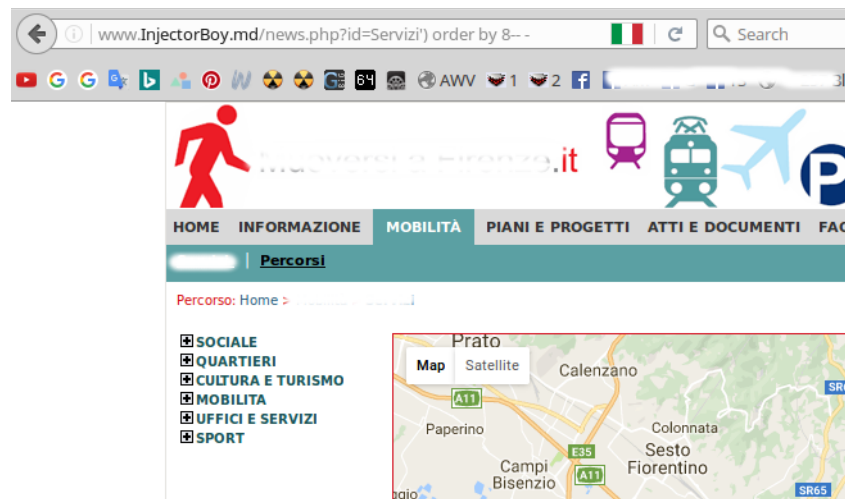 www.InjectorBoy.md/news.php?id=Servizi') order by 8-- -
Search
64 AWV 1 2
.it
P
HOME INFORMAZIONE MOBILITÀ PIANI E PROGETTI ATTI E DOCUMENTI FAQ
Percorsi
Percorso: Home >
SOCIALE
QUARTIERI
CULTURA E TURISMO
MOBILITA
UFFICI E SERVIZI
SPORT
Prato
Map Satellite
Calenzano
A11
Paperino
Colonnata
E35
Sesto
Fiorentino
A11
Campi
Bisenzio
SR65